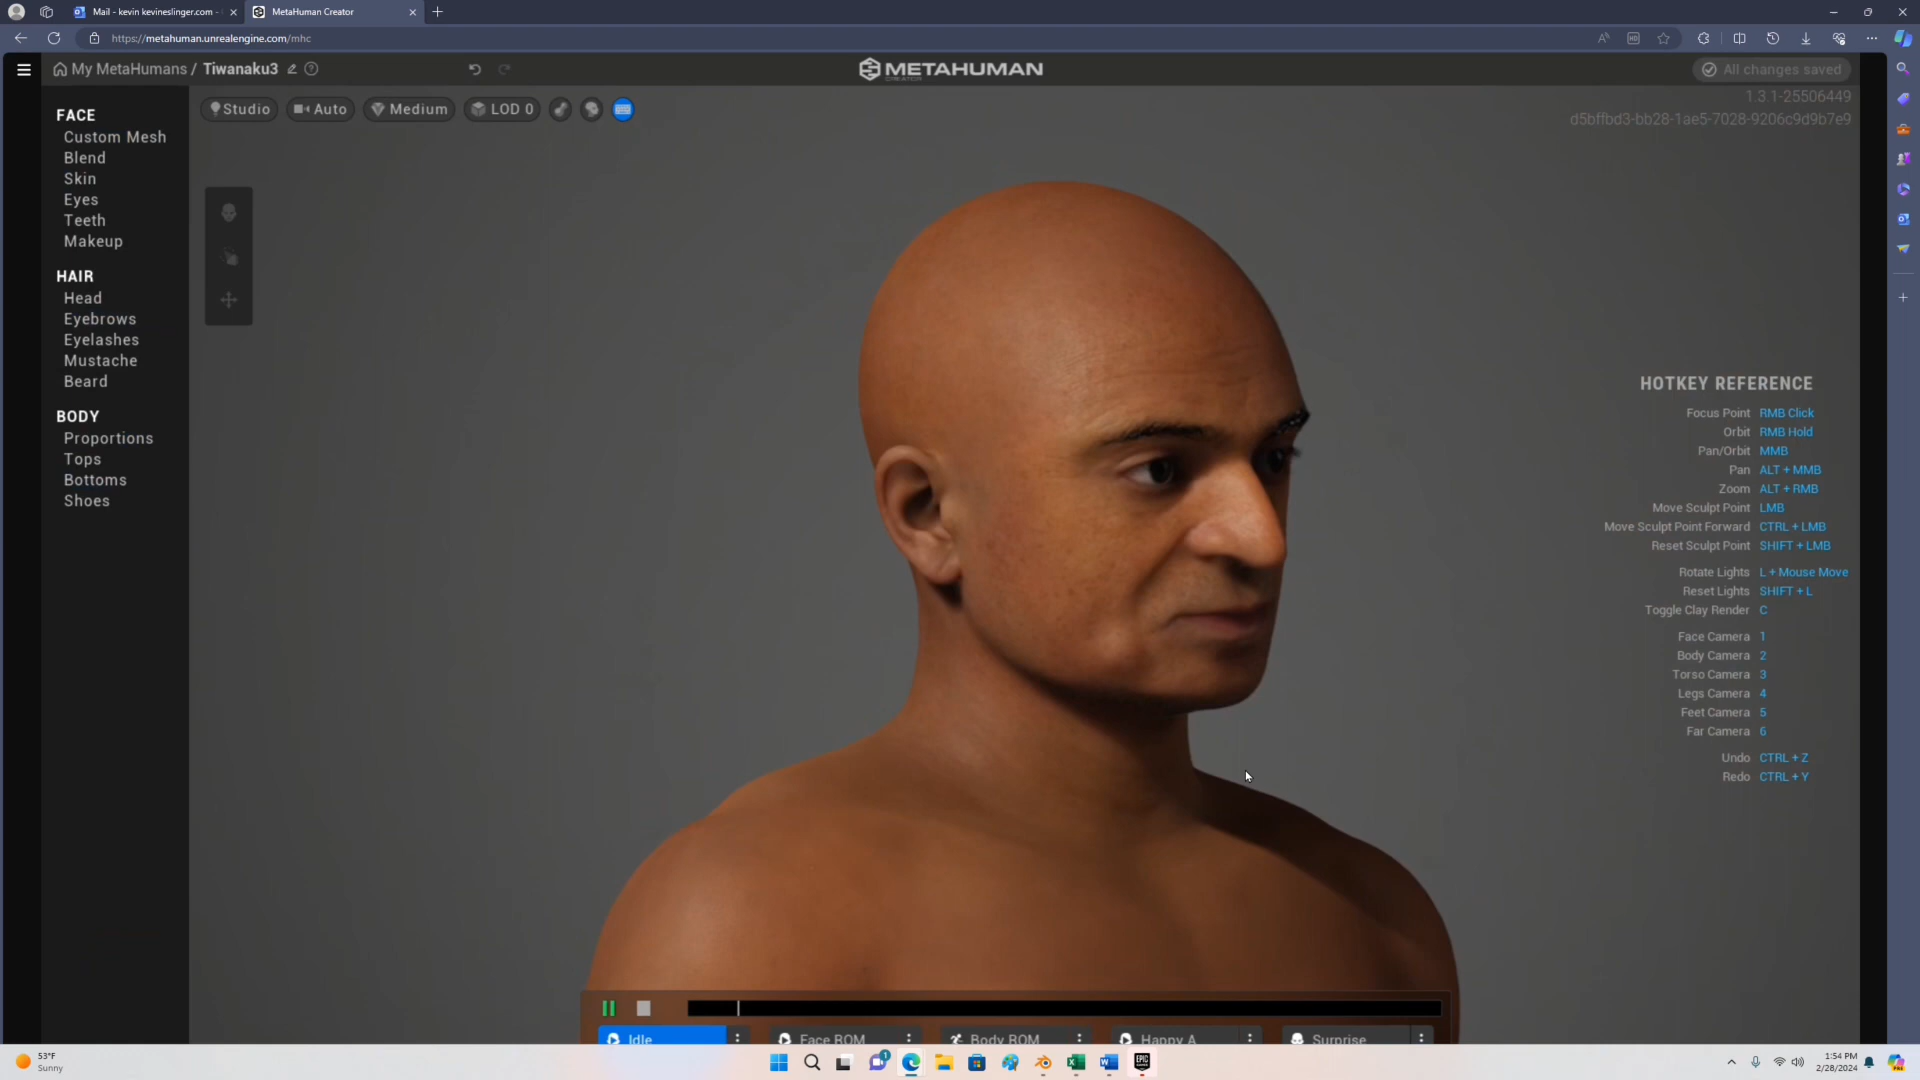 Mail - kevin kevineslinger.com -
MetaHuman Creator
https://metahuman.unrealengine.com/mhc
My MetaHumans / Tiwanaku3
METAHUMAN
CREATOR
All changes saved
1.3.1-25506449
d5bffbd3-bb28-1ae5-7028-9206c9d9b7e9
Studio
Auto
Medium
LOD 0
FACE
Custom Mesh
Blend
Skin
Eyes
Teeth
Makeup
HAIR
Head
Eyebrows
Eyelashes
Mustache
Beard
BODY
Proportions
Tops
Bottoms
Shoes
HOTKEY REFERENCE
Focus Point RMB Click
Orbit RMB Hold
Pan/Orbit MMB
Pan ALT + MMB
Zoom ALT + RMB
Move Sculpt Point LMB
Move Sculpt Point Forward CTRL + LMB
Reset Sculpt Point SHIFT + LMB
Rotate Lights L + Mouse Move
Reset Lights SHIFT + L
Toggle Clay Render C
Face Camera 1
Body Camera 2
Torso Camera 3
Legs Camera 4
Feet Camera 5
Far Camera 6
Undo CTRL + Z
Redo CTRL + Y
Idle
Face ROM
Body ROM
Happy A
Surprise
53°F
Sunny
1
EPIC
1:54 PM
2/28/2024